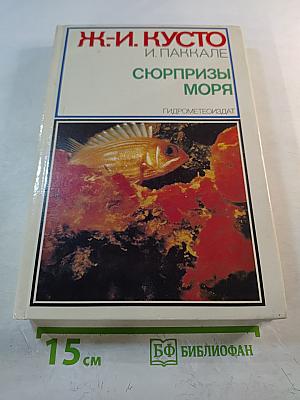 Ж.-И. КУСТО
И. ПАККАЛЕ
СЮРПРИЗЫ
МОРЯ
ГИДРОМЕТЕОИЗДАТ
15 см
БФ БИБЛИОФАН